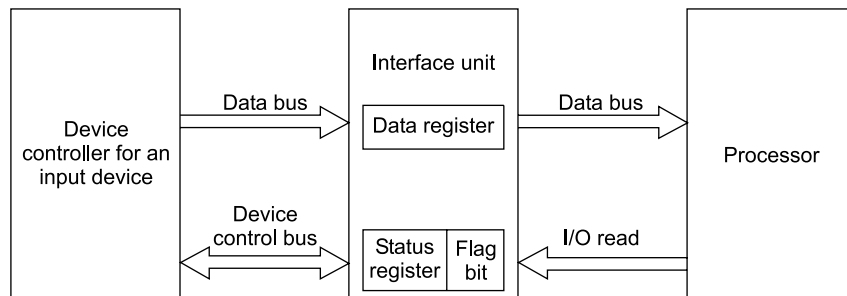 Device
controller for an
input device
Data bus
Device
control bus
Interface unit
Data register
Status
register
Flag
bit
Data bus
I/O read
Processor